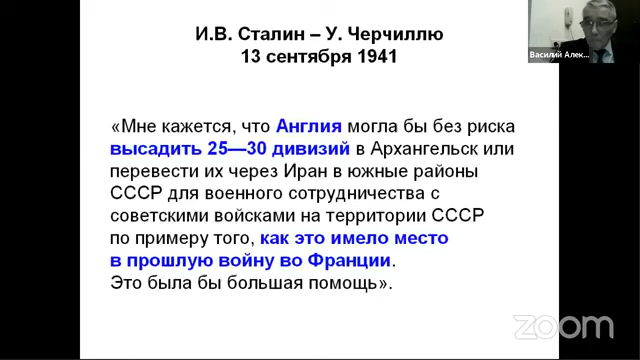 И.В. Сталин – У. Черчиллю
13 сентября 1941
Василий Алек...
«Мне кажется, что Англия могла бы без риска
высадить 25—30 дивизий в Архангельск или
перевести их через Иран в южные районы
СССР для военного сотрудничества с
советскими войсками на территории СССР
по примеру того, как это имело место
в прошлую войну во Франции.
Это была бы большая помощь».
zoom